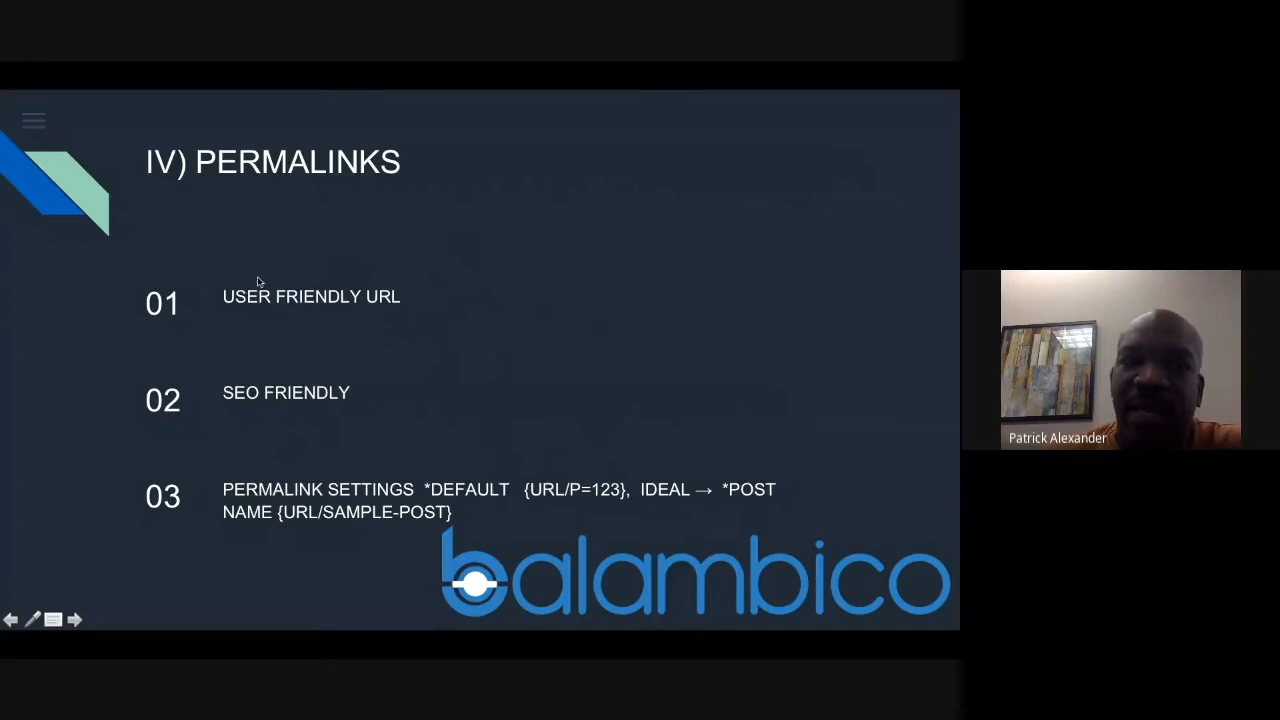 IV) PERMALINKS
01
USER FRIENDLY URL
02
SEO FRIENDLY
03
PERMALINK SETTINGS  *DEFAULT   {URL/P=123},  IDEAL → *POST
NAME {URL/SAMPLE-POST}
balambico
Patrick Alexander